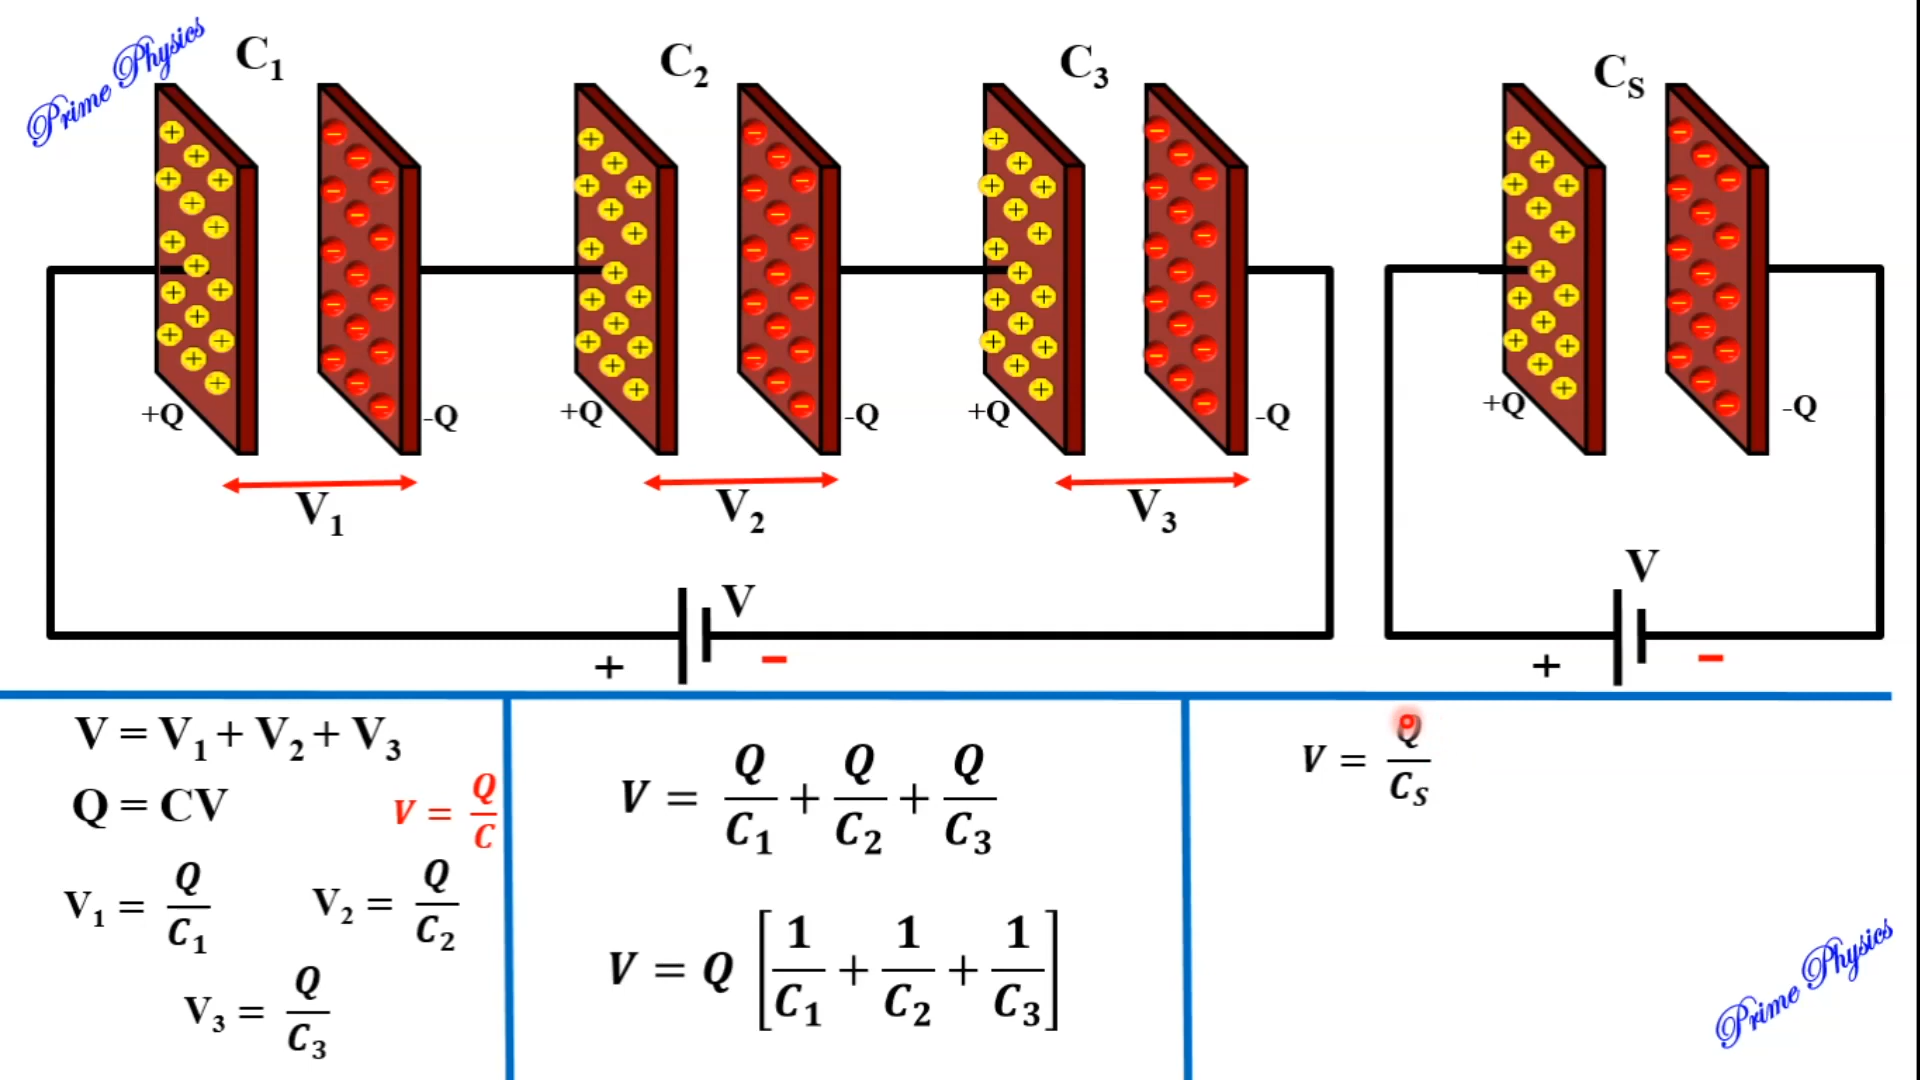 Prime Physics
C₁
C₂
C₃
Cₛ
+Q
-Q
+Q
-Q
+Q
-Q
+Q
-Q
V₁
V₂
V₃
V
+ −
V
+ −
V = V₁ + V₂ + V₃
Q = CV
V = Q/C
V₁ = Q/C₁
V₂ = Q/C₂
V₃ = Q/C₃
V = Q/C₁ + Q/C₂ + Q/C₃
V = Q [1/C₁ + 1/C₂ + 1/C₃]
V = Q/Cₛ
Prime Physics